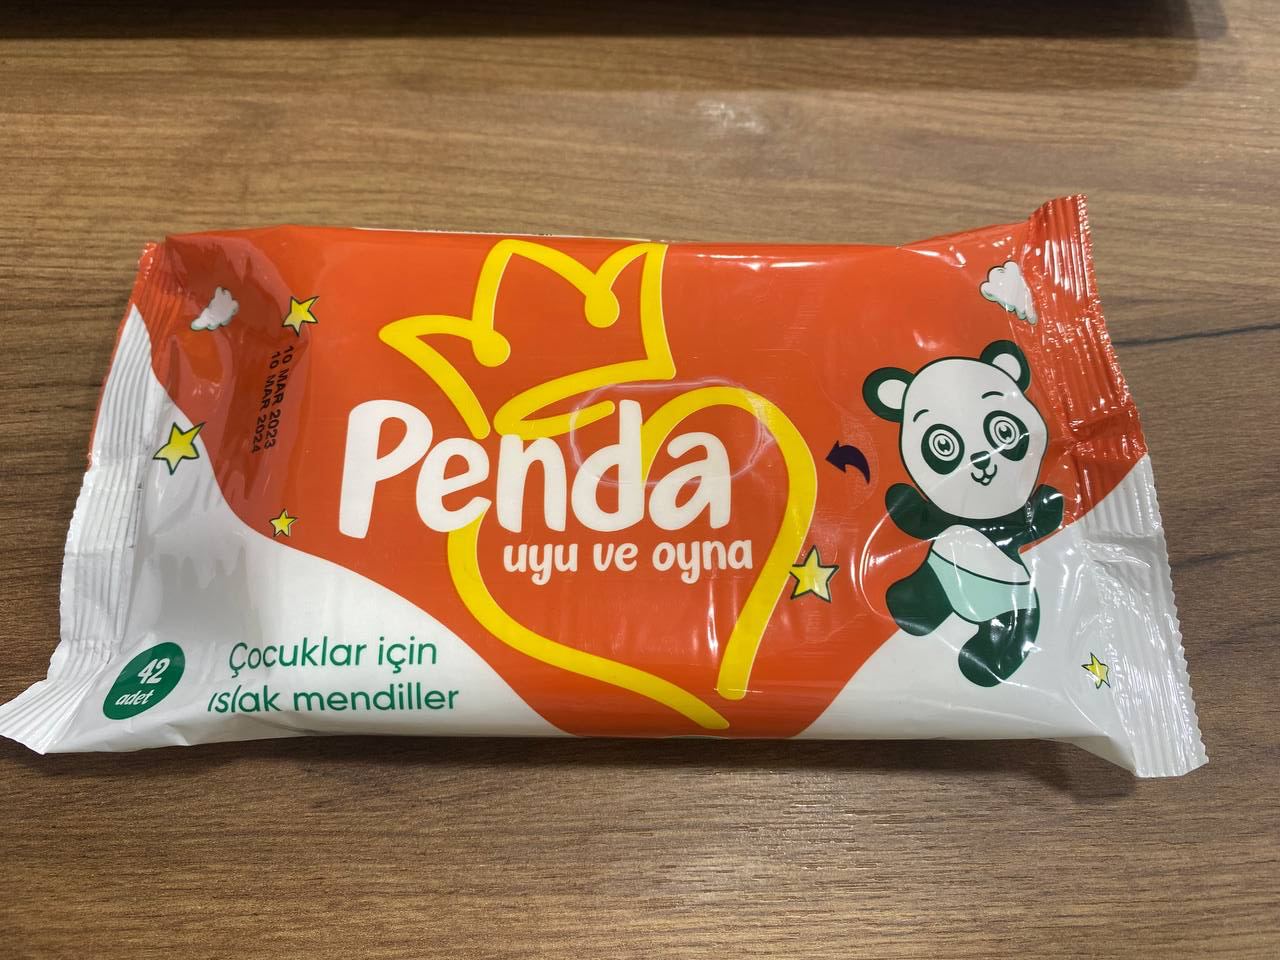 10 MAR 2023
10 MAR 2024
Penda
uyu ve oyna
42
adet
Çocuklar için
ıslak mendiller